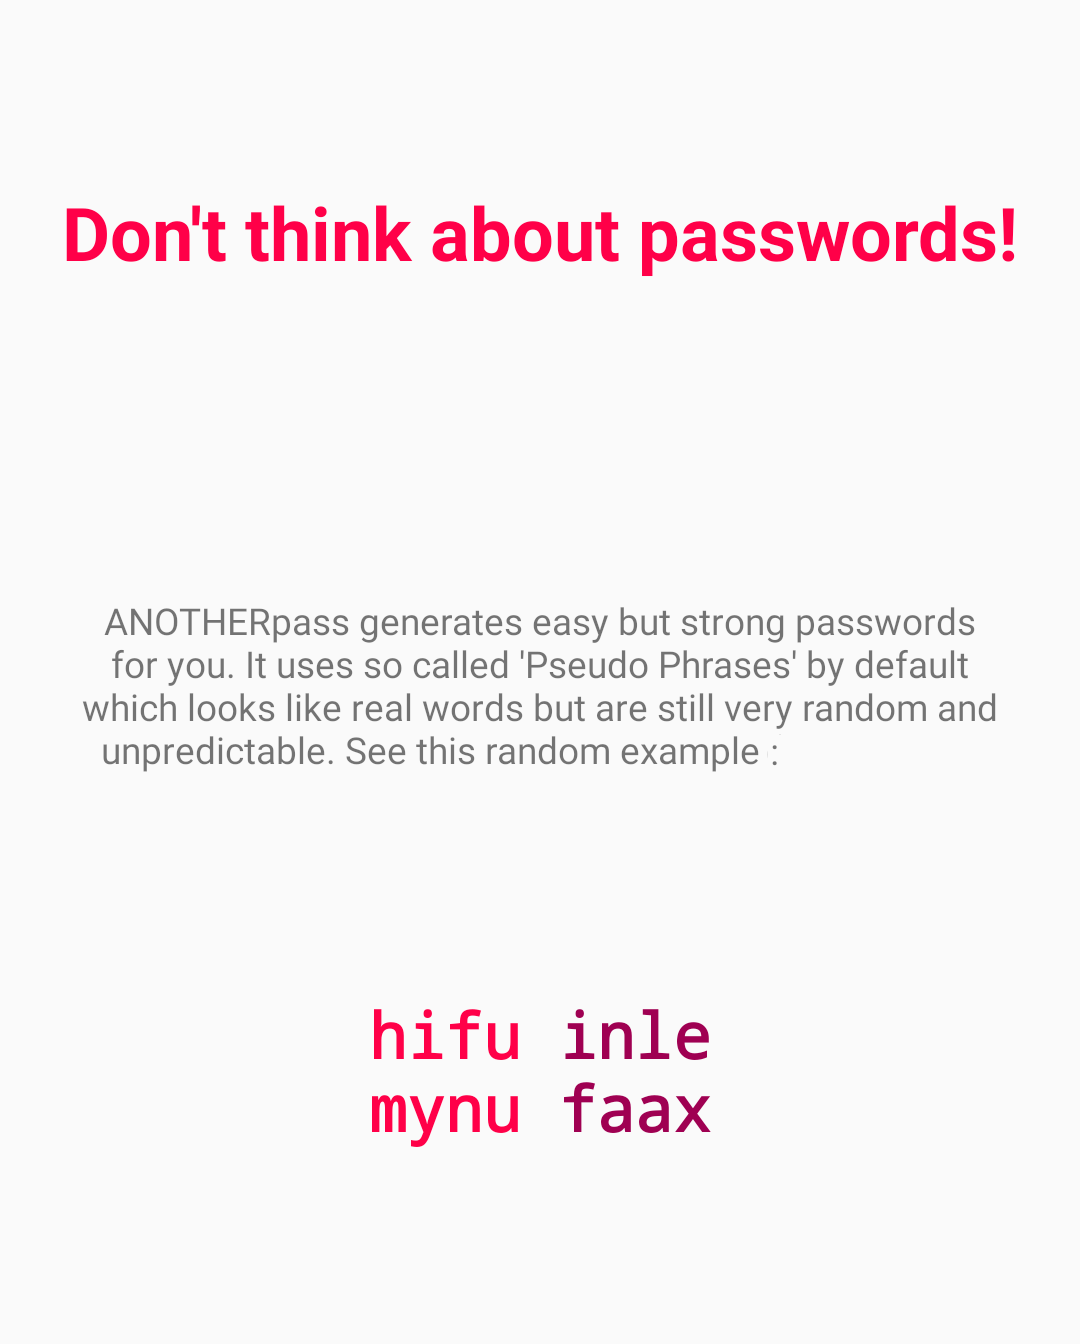 Don't think about passwords!
ANOTHERpass generates easy but strong passwords
for you. It uses so called 'Pseudo Phrases' by default
which looks like real words but are still very random and
unpredictable. See this random example :
hifu inle
mynu faax